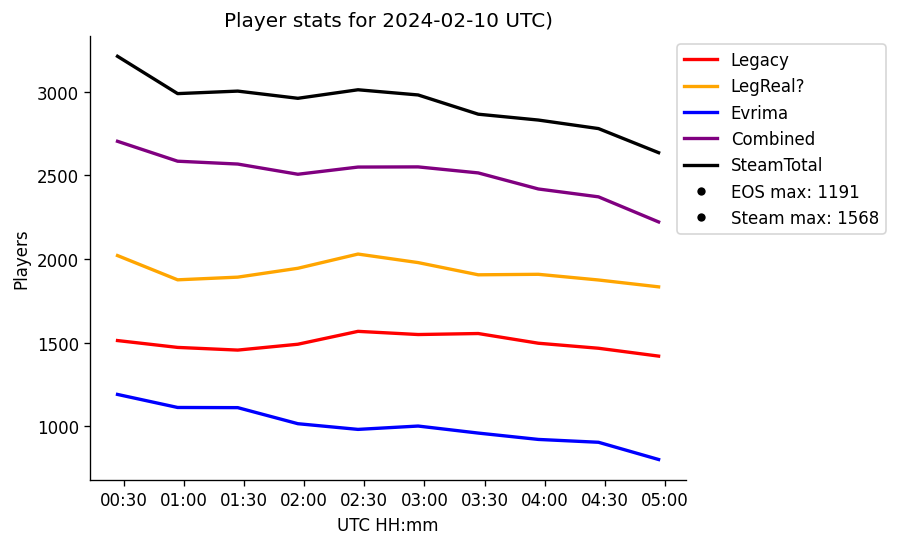 Player stats for 2024-02-10 UTC)
Players
3000
2500
2000
1500
1000
00:30 01:00 01:30 02:00 02:30 03:00 03:30 04:00 04:30 05:00
UTC HH:mm
Legacy
LegReal?
Evrima
Combined
SteamTotal
EOS max: 1191
Steam max: 1568